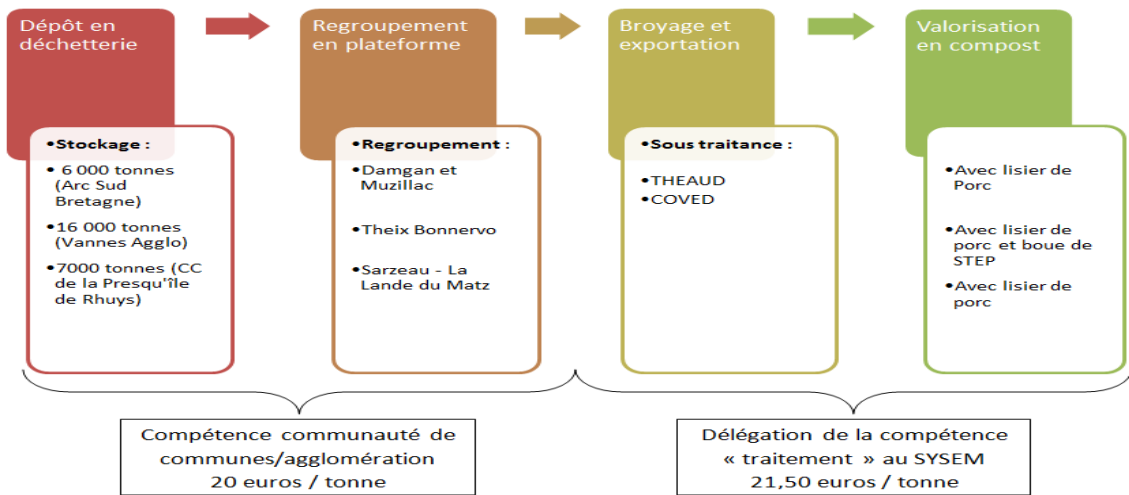 Dépôt en
déchetterie
Regroupement
en plateforme
Broyage et
exportation
Valorisation
en compost
•Stockage :
• 6 000 tonnes
(Arc Sud
Bretagne)
•16 000 tonnes
(Vannes Agglo)
•7000 tonnes (CC
de la Presqu'île
de Rhuys)
•Regroupement :
•Damgan et
Muzillac
•Theix Bonnervo
•Sarzeau - La
Lande du Matz
•Sous traitance :
•THEAUD
•COVED
•Avec lisier de
Porc
•Avec lisier de
porc et boue de
STEP
•Avec lisier de
porc
Compétence communauté de
communes/agglomération
20 euros / tonne
Délégation de la compétence
« traitement » au SYSEM
21,50 euros / tonne